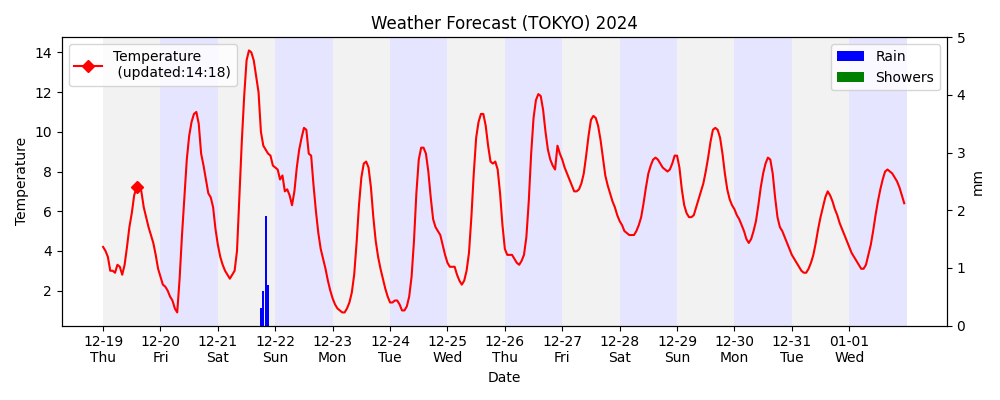 Weather Forecast (TOKYO) 2024
Temperature
(updated:14:18)
Rain
Showers
14
12
10
8
6
4
2
Temperature
5
4
3
2
1
0
mm
12-19 12-20 12-21 12-22 12-23 12-24 12-25 12-26 12-27 12-28 12-29 12-30 12-31 01-01
Thu Fri Sat Sun Mon Tue Wed Thu Fri Sat Sun Mon Tue Wed
Date